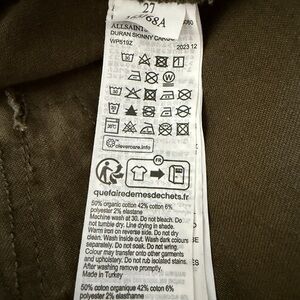 27
/68A
ALLSAINTS
DURAN SKINNY CARGO
WP519Z 2023.12
clevercare.info
FR
quefairedemesdechets.fr
50% organic cotton 42% cotton 6%
polyester 2% elastane
Machine wash at 30. Do not bleach. Do
not tumble dry. Line drying in shade.
Warm iron on reverse side. Do not dry
clean. Wash inside out. Wash dark colours
separately. Do not soak. Do not wring.
Colour may transfer onto other garments
and upholstery. Do not rub isolated stains.
After washing remove promptly.
Made in Turkey
50% coton organique 42% coton 6%
polyester 2% elasthanne